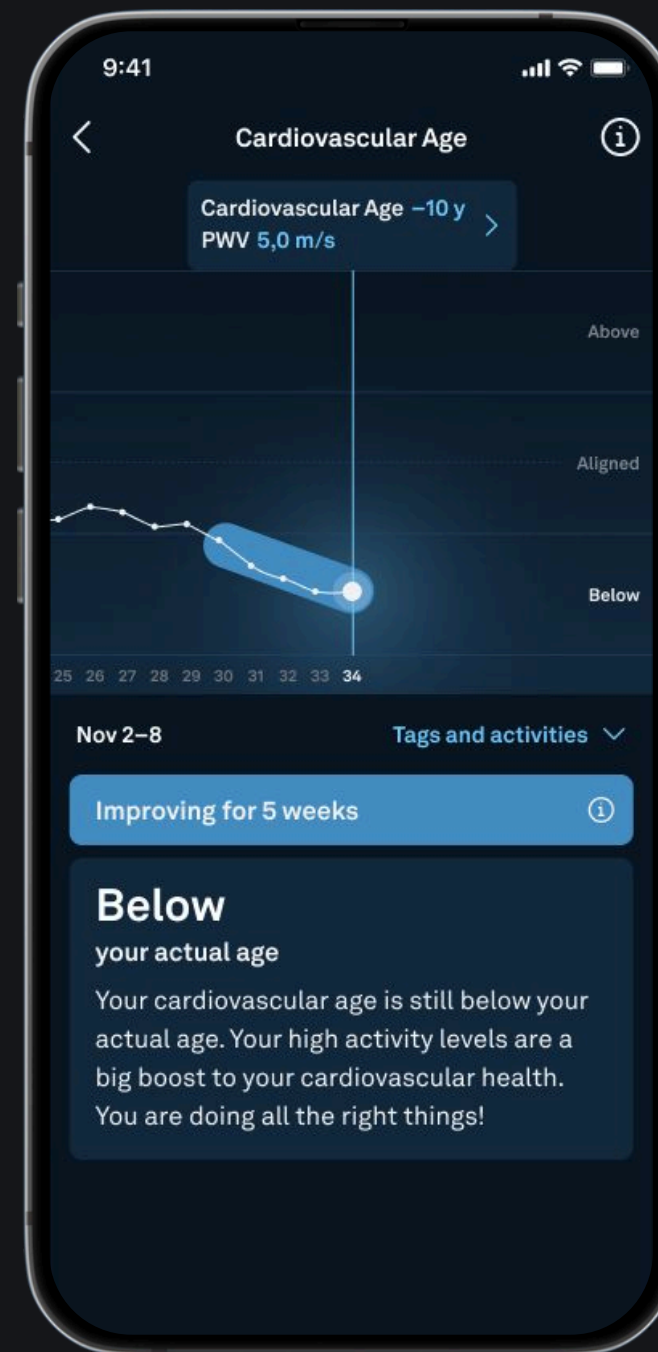 9:41
Cardiovascular Age
Cardiovascular Age –10 y
PWV 5,0 m/s
Above
Aligned
Below
25 26 27 28 29 30 31 32 33 34
Nov 2–8
Tags and activities
Improving for 5 weeks
Below
your actual age
Your cardiovascular age is still below your
actual age. Your high activity levels are a
big boost to your cardiovascular health.
You are doing all the right things!